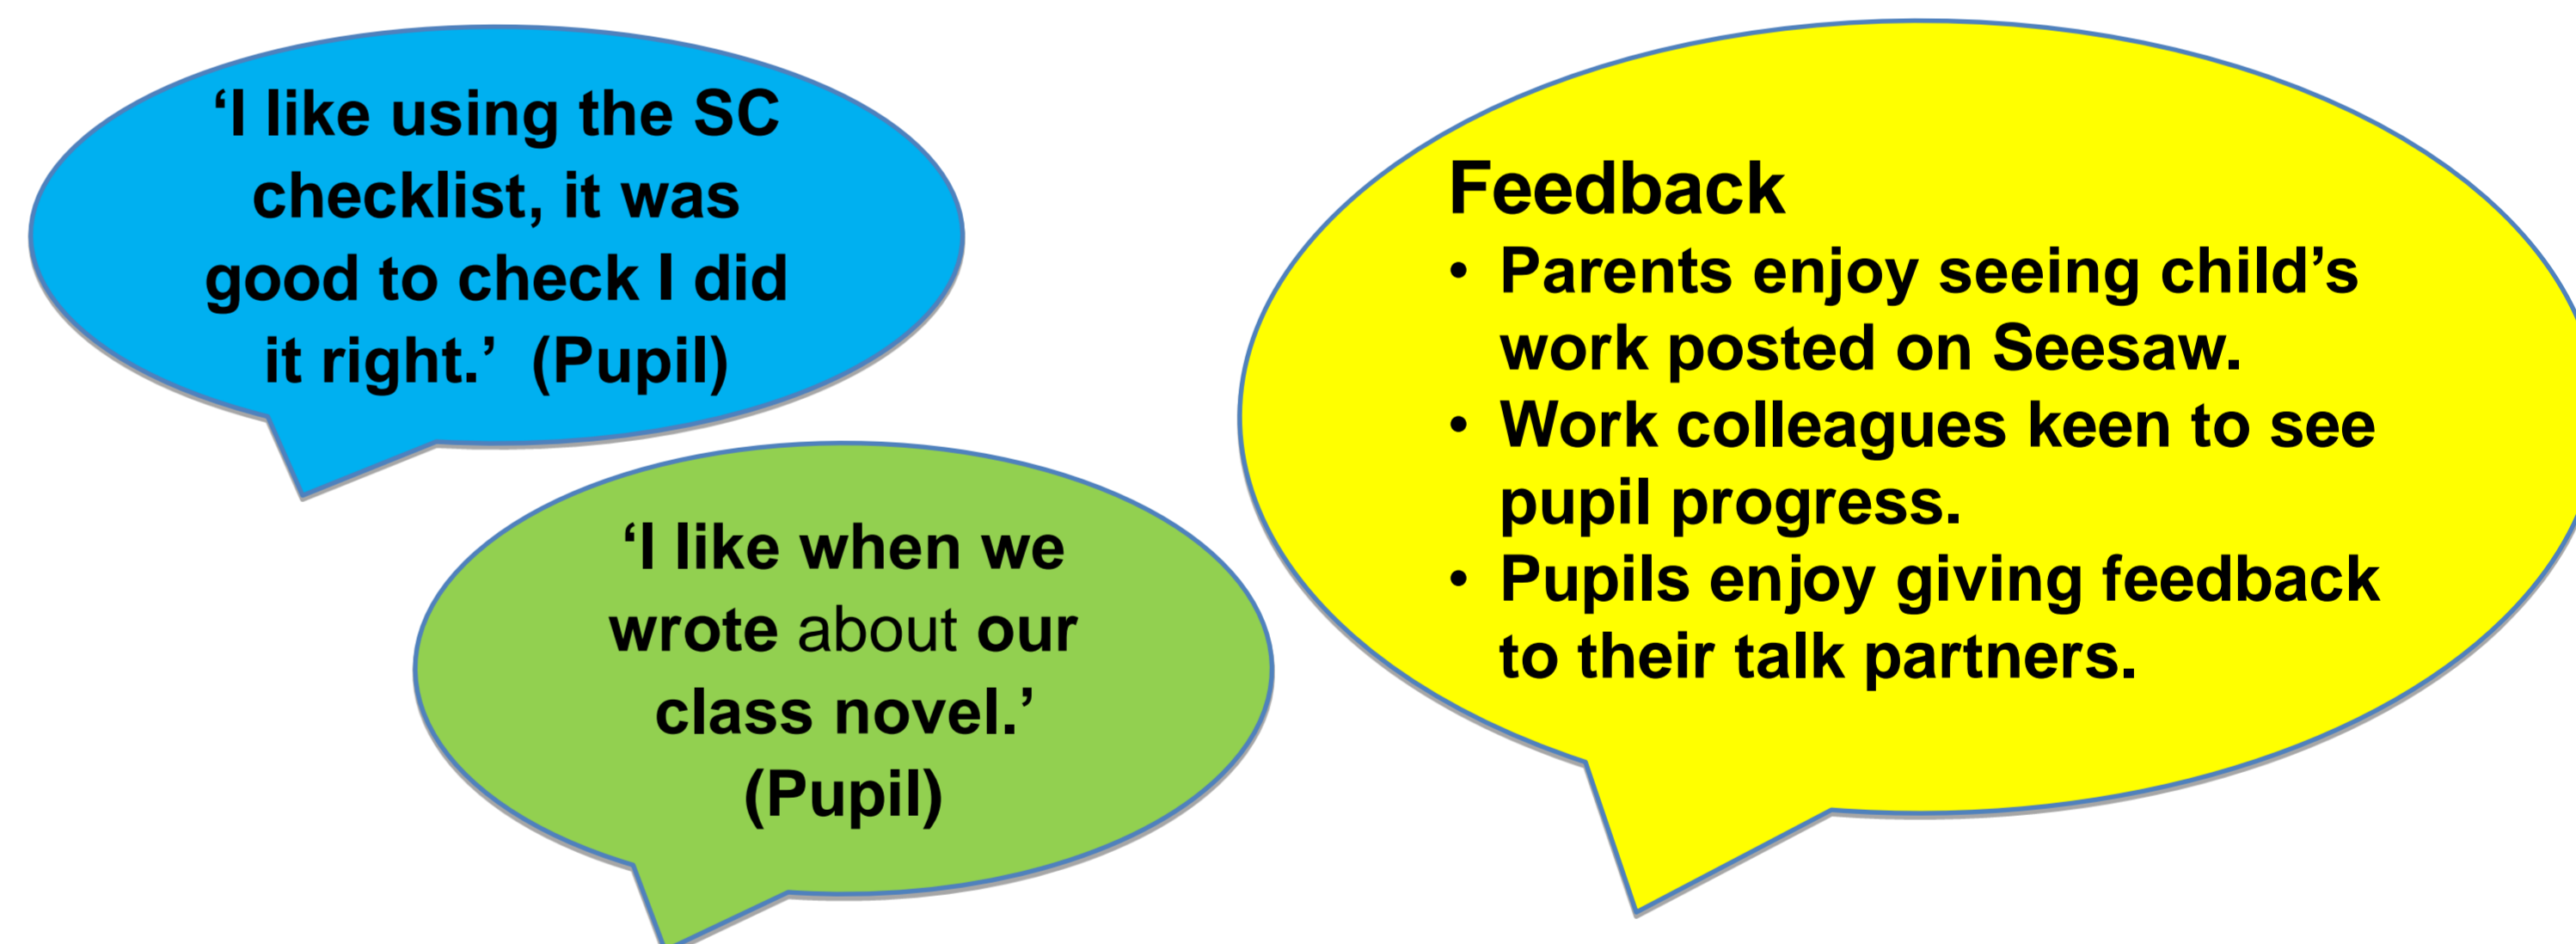 ‘I like using the SC
checklist, it was
good to check I did
it right.’  (Pupil)
‘I like when we
wrote about our
class novel.’
(Pupil)
Feedback
• Parents enjoy seeing child’s
work posted on Seesaw.
• Work colleagues keen to see
pupil progress.
• Pupils enjoy giving feedback
to their talk partners.